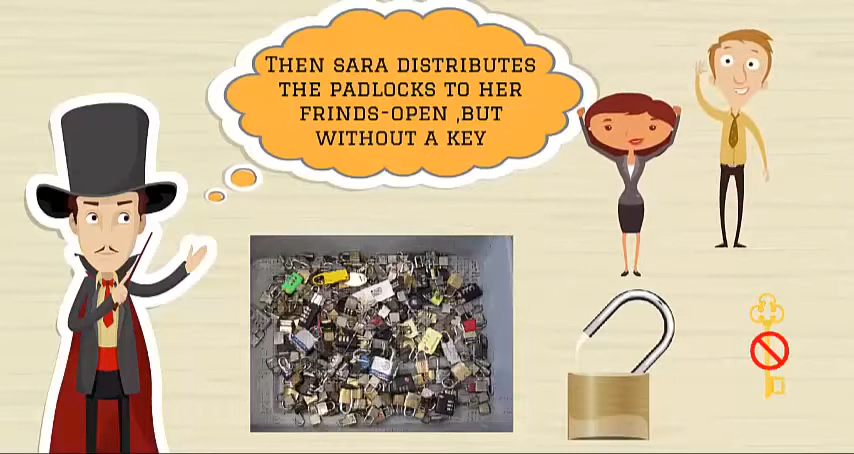 THEN SARA DISTRIBUTES
THE PADLOCKS TO HER
FRINDS-OPEN ,BUT
WITHOUT A KEY